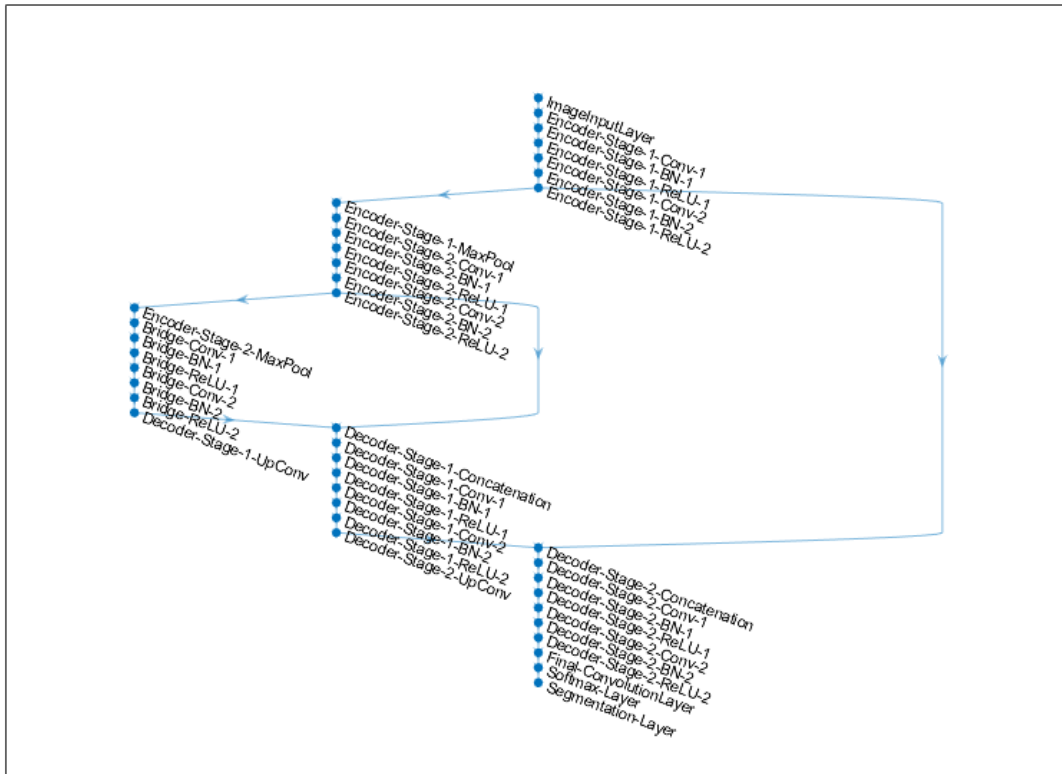 ImageInputLayer
Encoder-Stage-1-Conv-1
Encoder-Stage-1-BN-1
Encoder-Stage-1-ReLU-1
Encoder-Stage-1-Conv-2
Encoder-Stage-1-BN-2
Encoder-Stage-1-ReLU-2
Encoder-Stage-1-MaxPool
Encoder-Stage-2-Conv-1
Encoder-Stage-2-BN-1
Encoder-Stage-2-ReLU-1
Encoder-Stage-2-Conv-2
Encoder-Stage-2-BN-2
Encoder-Stage-2-ReLU-2
Encoder-Stage-2-MaxPool
Bridge-Conv-1
Bridge-BN-1
Bridge-ReLU-1
Bridge-Conv-2
Bridge-BN-2
Bridge-ReLU-2
Decoder-Stage-1-UpConv
Decoder-Stage-1-Concatenation
Decoder-Stage-1-Conv-1
Decoder-Stage-1-BN-1
Decoder-Stage-1-ReLU-1
Decoder-Stage-1-Conv-2
Decoder-Stage-1-BN-2
Decoder-Stage-1-ReLU-2
Decoder-Stage-2-UpConv
Decoder-Stage-2-Concatenation
Decoder-Stage-2-Conv-1
Decoder-Stage-2-BN-1
Decoder-Stage-2-ReLU-1
Decoder-Stage-2-Conv-2
Decoder-Stage-2-BN-2
Decoder-Stage-2-ReLU-2
Final-ConvolutionLayer
Softmax-Layer
Segmentation-Layer